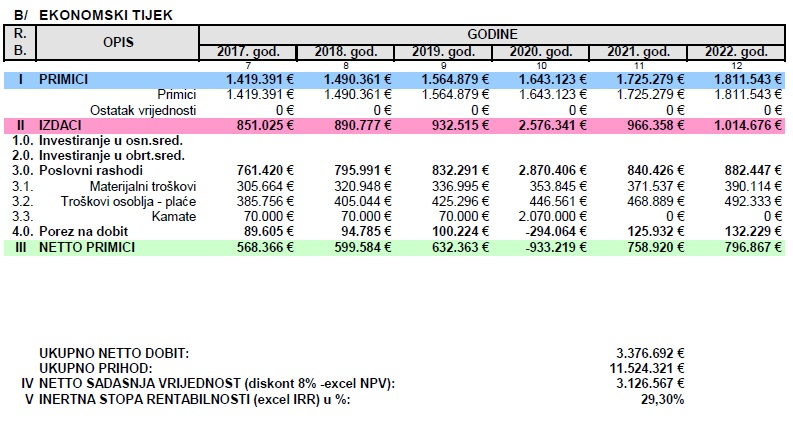 B/ EKONOMSKI TIJEK
R. B. OPIS GODINE
2017. god. 2018. god. 2019. god. 2020. god. 2021. god. 2022. god.
7 8 9 10 11 12
I PRIMICI 1.419.391 € 1.490.361 € 1.564.879 € 1.643.123 € 1.725.279 € 1.811.543 €
Primici 1.419.391 € 1.490.361 € 1.564.879 € 1.643.123 € 1.725.279 € 1.811.543 €
Ostatak vrijednosti 0 € 0 € 0 € 0 € 0 € 0 €
II IZDACI 851.025 € 890.777 € 932.515 € 2.576.341 € 966.358 € 1.014.676 €
1.0. Investiranje u osn.sred.
2.0. Investiranje u obrt.sred.
3.0. Poslovni rashodi 761.420 € 795.991 € 832.291 € 2.870.406 € 840.426 € 882.447 €
3.1. Materijalni troškovi 305.664 € 320.948 € 336.995 € 353.845 € 371.537 € 390.114 €
3.2. Troškovi osoblja - plaće 385.756 € 405.044 € 425.296 € 446.561 € 468.889 € 492.333 €
3.3. Kamate 70.000 € 70.000 € 70.000 € 2.070.000 € 0 € 0 €
4.0. Porez na dobit 89.605 € 94.785 € 100.224 € -294.064 € 125.932 € 132.229 €
III NETTO PRIMICI 568.366 € 599.584 € 632.363 € -933.219 € 758.920 € 796.867 €
UKUPNO NETTO DOBIT: 3.376.692 €
UKUPNO PRIHOD: 11.524.321 €
IV NETTO SADASNJA VRIJEDNOST (diskont 8% -excel NPV): 3.126.567 €
V INERTNA STOPA RENTABILNOSTI (excel IRR) u %: 29,30%